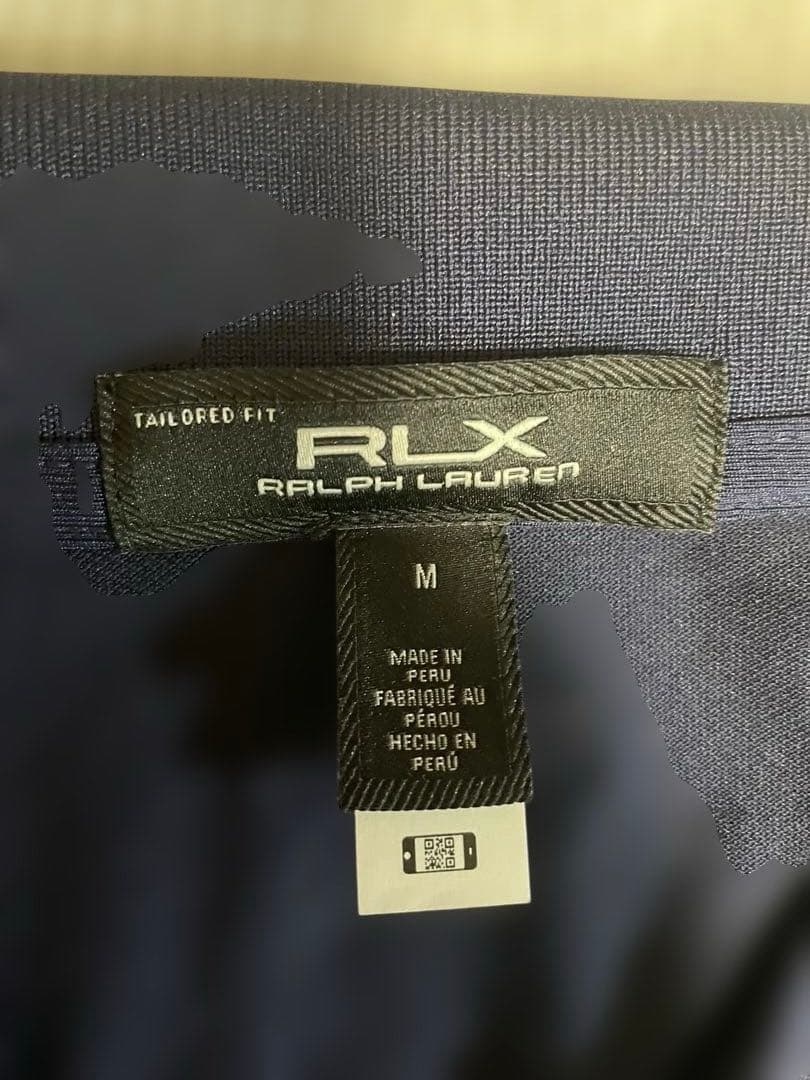 TAILORED FIT
RLX
RALPH LAUREN
M
MADE IN
PERU
FABRIQUÉ AU
PÉROU
HECHO EN
PERÚ